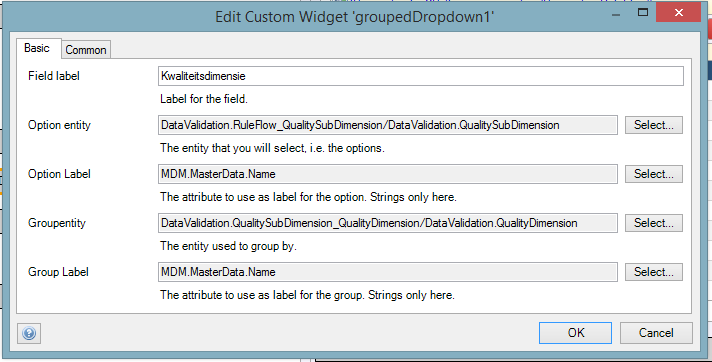 Edit Custom Widget 'groupedDropdown1'
Basic Common
Field label Kwaliteitsdimensie
Label for the field.
Option entity DataValidation.RuleFlow_QualitySubDimension/DataValidation.QualitySubDimension Select...
The entity that you will select, i.e. the options.
Option Label MDM.MasterData.Name Select...
The attribute to use as label for the option. Strings only here.
Groupentity DataValidation.QualitySubDimension_QualityDimension/DataValidation.QualityDimension Select...
The entity used to group by.
Group Label MDM.MasterData.Name Select...
The attribute to use as label for the group. Strings only here.
OK Cancel